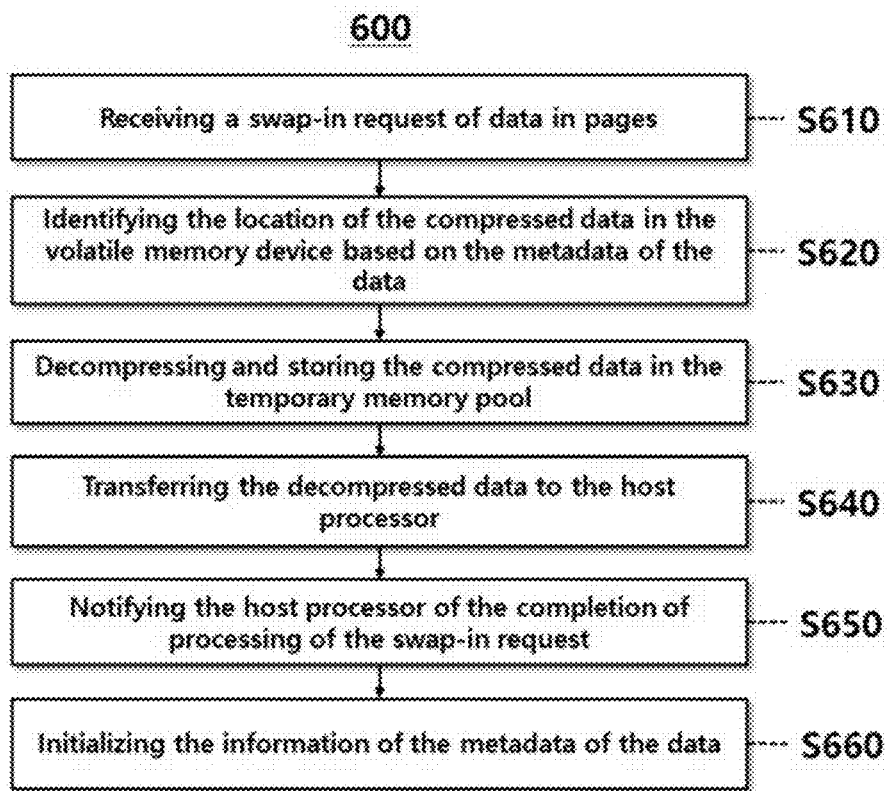 600
Receiving a swap-in request of data in pages
S610
Identifying the location of the compressed data in the
volatile memory device based on the metadata of the
data
S620
Decompressing and storing the compressed data in the
temporary memory pool
S630
Transferring the decompressed data to the host
processor
S640
Notifying the host processor of the completion of
processing of the swap-in request
S650
Initializing the information of the metadata of the data
S660